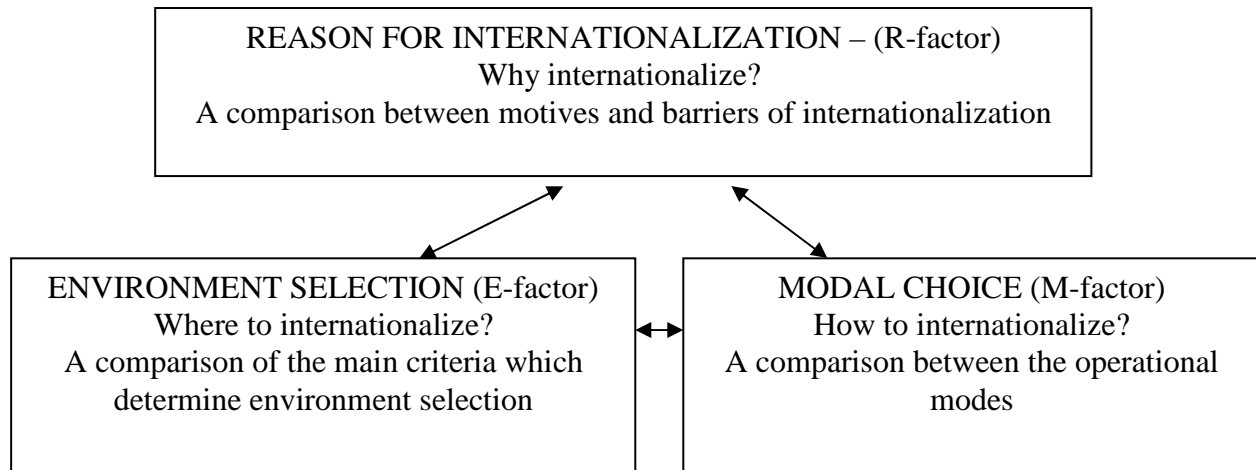 REASON FOR INTERNATIONALIZATION – (R-factor)
Why internationalize?
A comparison between motives and barriers of internationalization
ENVIRONMENT SELECTION (E-factor)
Where to internationalize?
A comparison of the main criteria which
determine environment selection
MODAL CHOICE (M-factor)
How to internationalize?
A comparison between the operational
modes